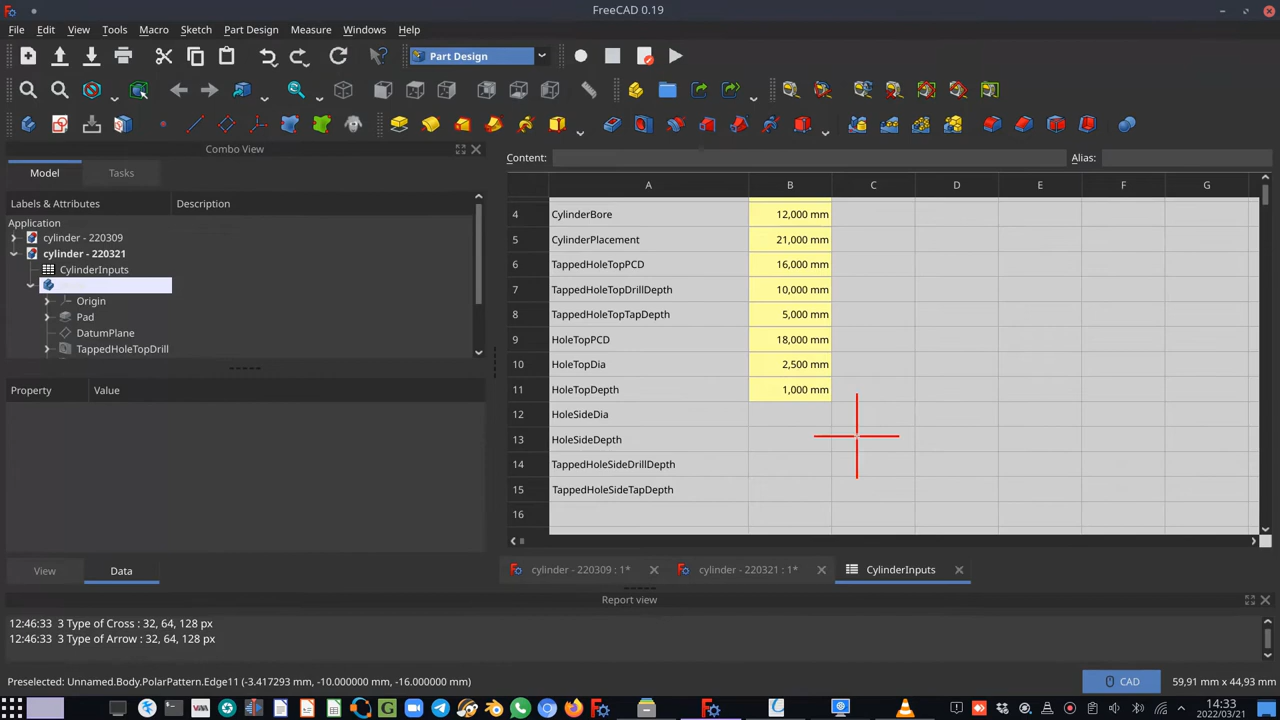 FreeCAD 0.19
File Edit View Tools Macro Sketch Part Design Measure Windows Help
Part Design
Combo View
Content: Alias:
Model Tasks
A B C D E F G
Labels & Attributes Description
Application
cylinder - 220309
cylinder - 220321
CylinderInputs
Origin
Pad
DatumPlane
TappedHoleTopDrill
4 CylinderBore 12,000 mm
5 CylinderPlacement 21,000 mm
6 TappedHoleTopPCD 16,000 mm
7 TappedHoleTopDrillDepth 10,000 mm
8 TappedHoleTopTapDepth 5,000 mm
9 HoleTopPCD 18,000 mm
10 HoleTopDia 2,500 mm
11 HoleTopDepth 1,000 mm
12 HoleSideDia
13 HoleSideDepth
14 TappedHoleSideDrillDepth
15 TappedHoleSideTapDepth
16
Property Value
View Data
cylinder - 220309 : 1* cylinder - 220321 : 1* CylinderInputs
Report view
12:46:33 3 Type of Cross : 32, 64, 128 px
12:46:33 3 Type of Arrow : 32, 64, 128 px
Preselected: Unnamed.Body.PolarPattern.Edge11 (-3.417293 mm, -10.000000 mm, -16.000000 mm)
CAD
59,91 mm x 44,93 mm
14:33
2022/03/21